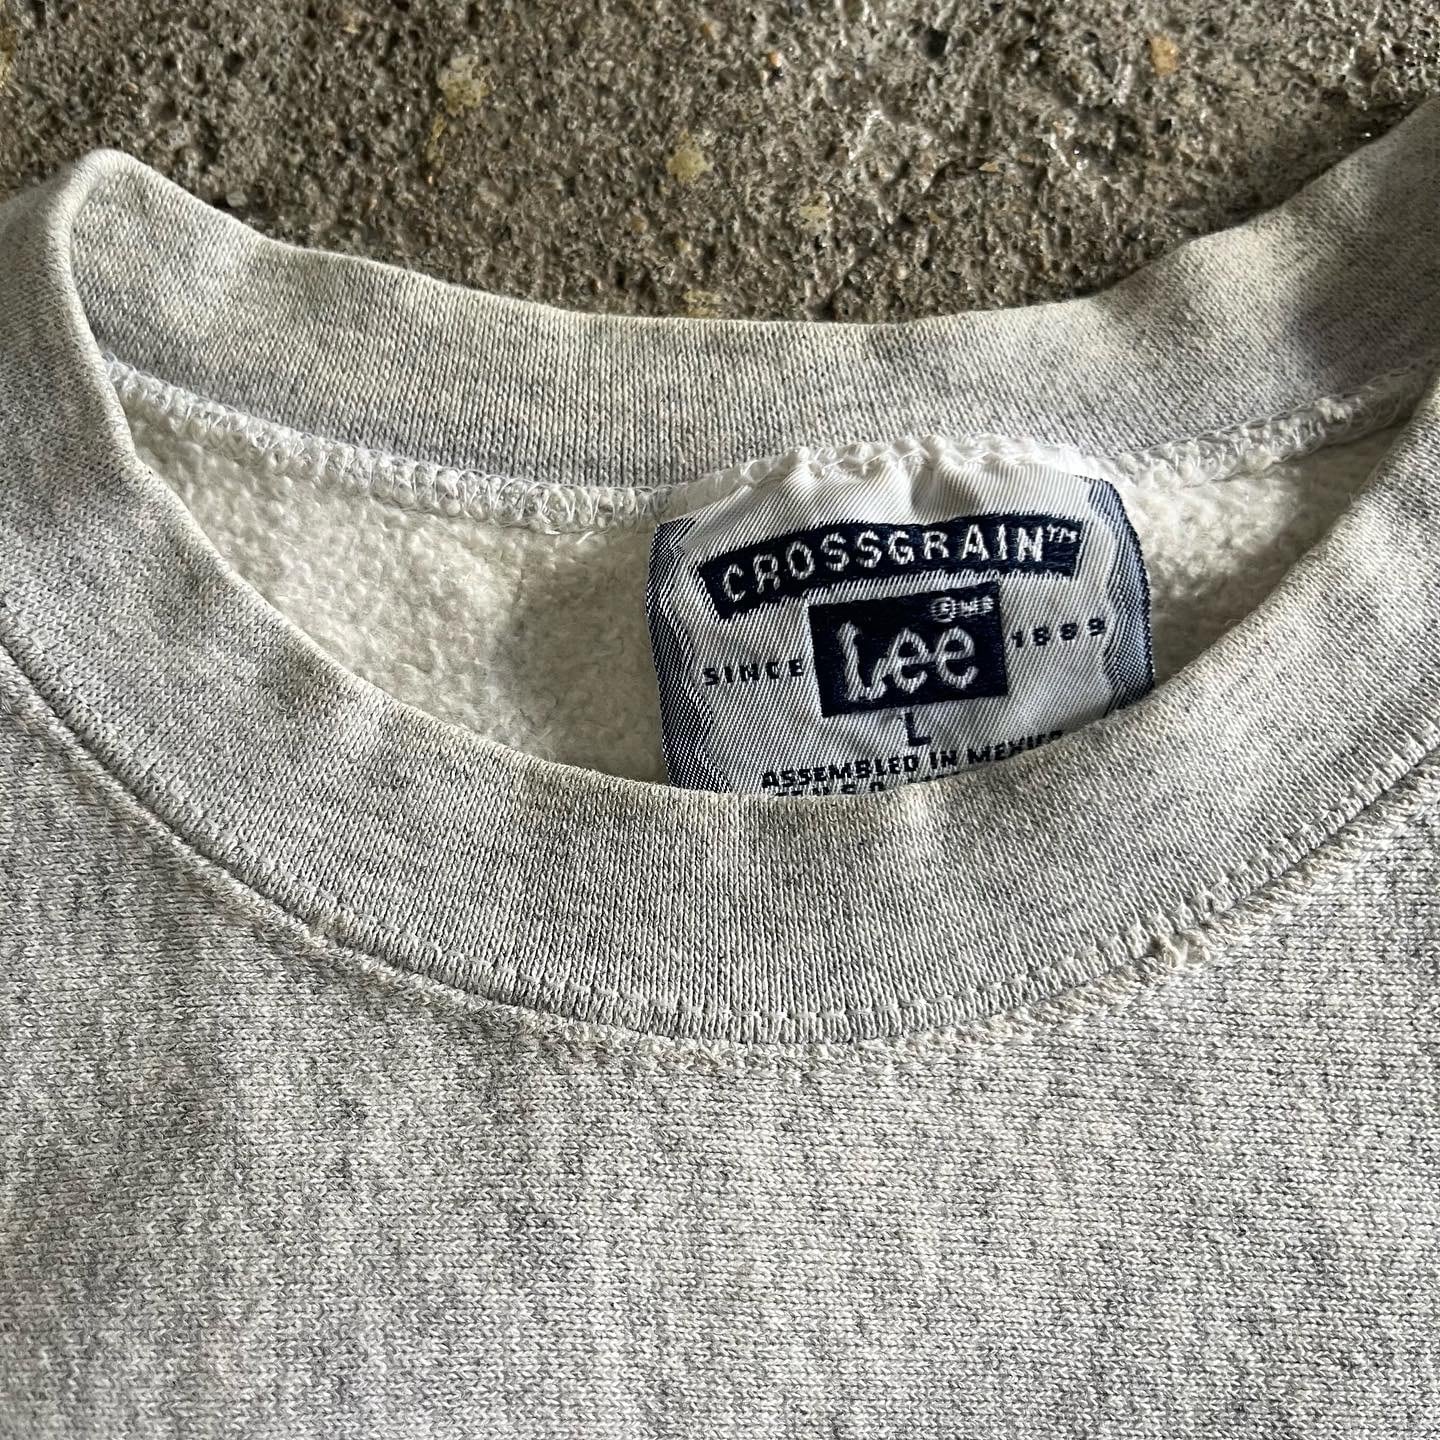 CROSSGRAIN™
Lee
SINCE 1889
L
ASSEMBLED IN MEXICO